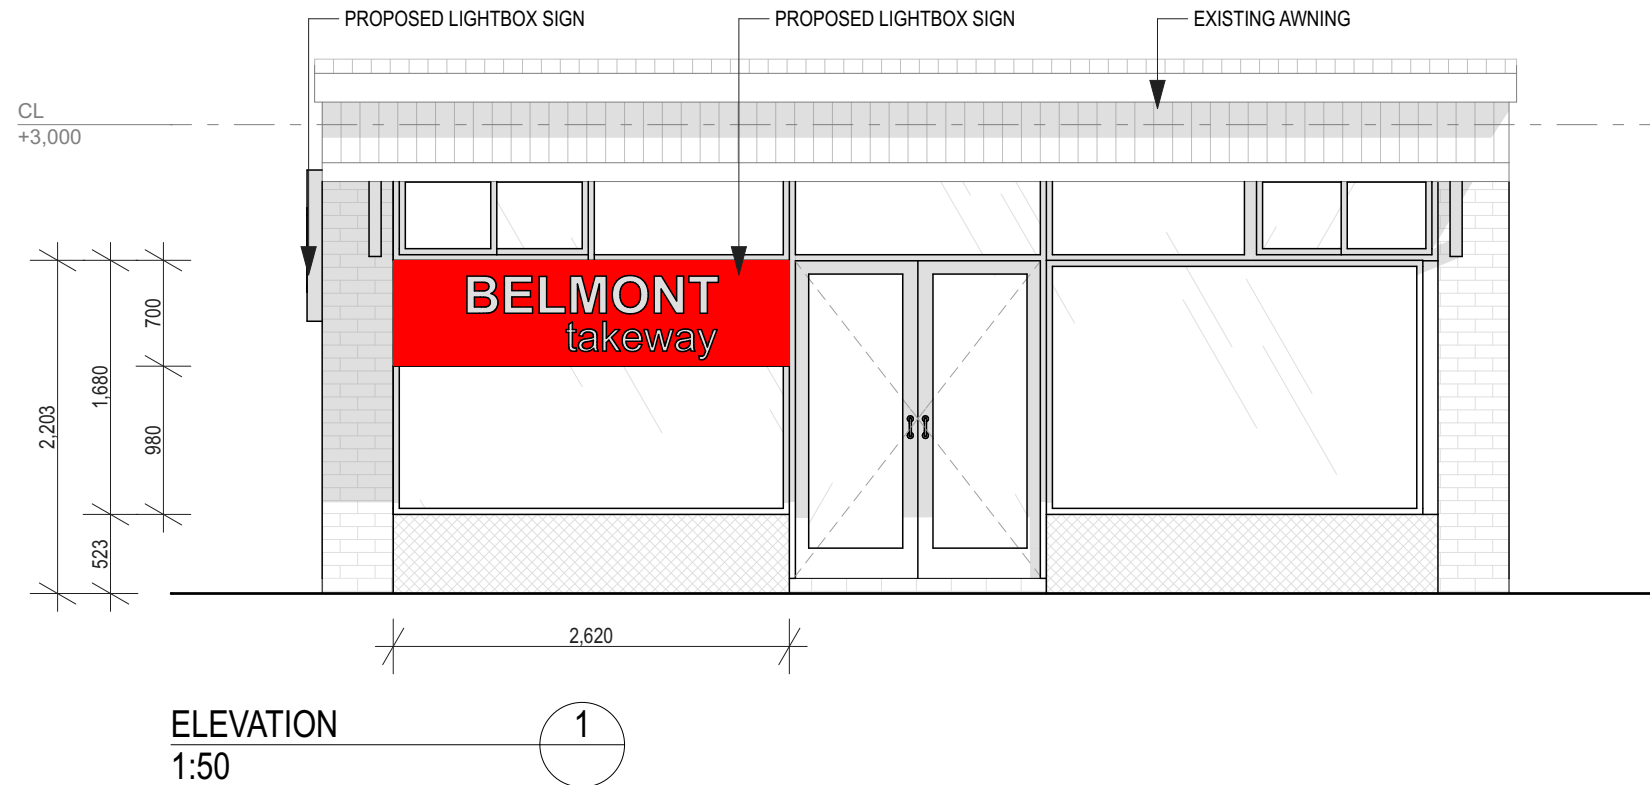 PROPOSED LIGHTBOX SIGN
PROPOSED LIGHTBOX SIGN
EXISTING AWNING
CL
+3,000
BELMONT
takeway
2,203
1,680
523
700
980
2,620
ELEVATION
1
1:50